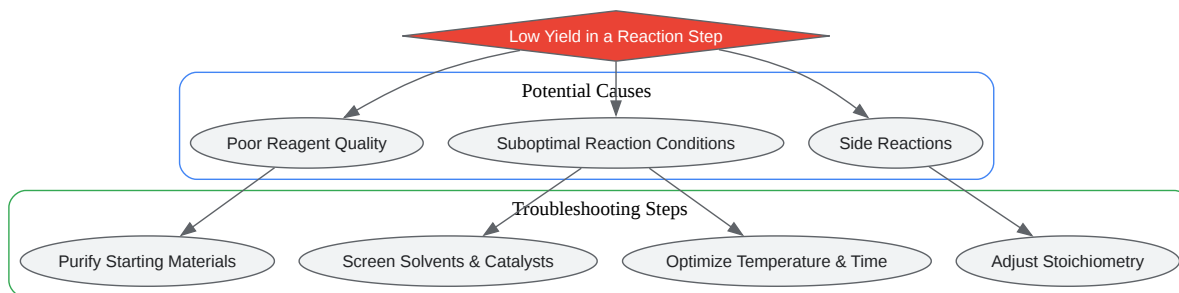 Low Yield in a Reaction Step
Potential Causes
Poor Reagent Quality
Suboptimal Reaction Conditions
Side Reactions
Troubleshooting Steps
Purify Starting Materials
Screen Solvents & Catalysts
Optimize Temperature & Time
Adjust Stoichiometry